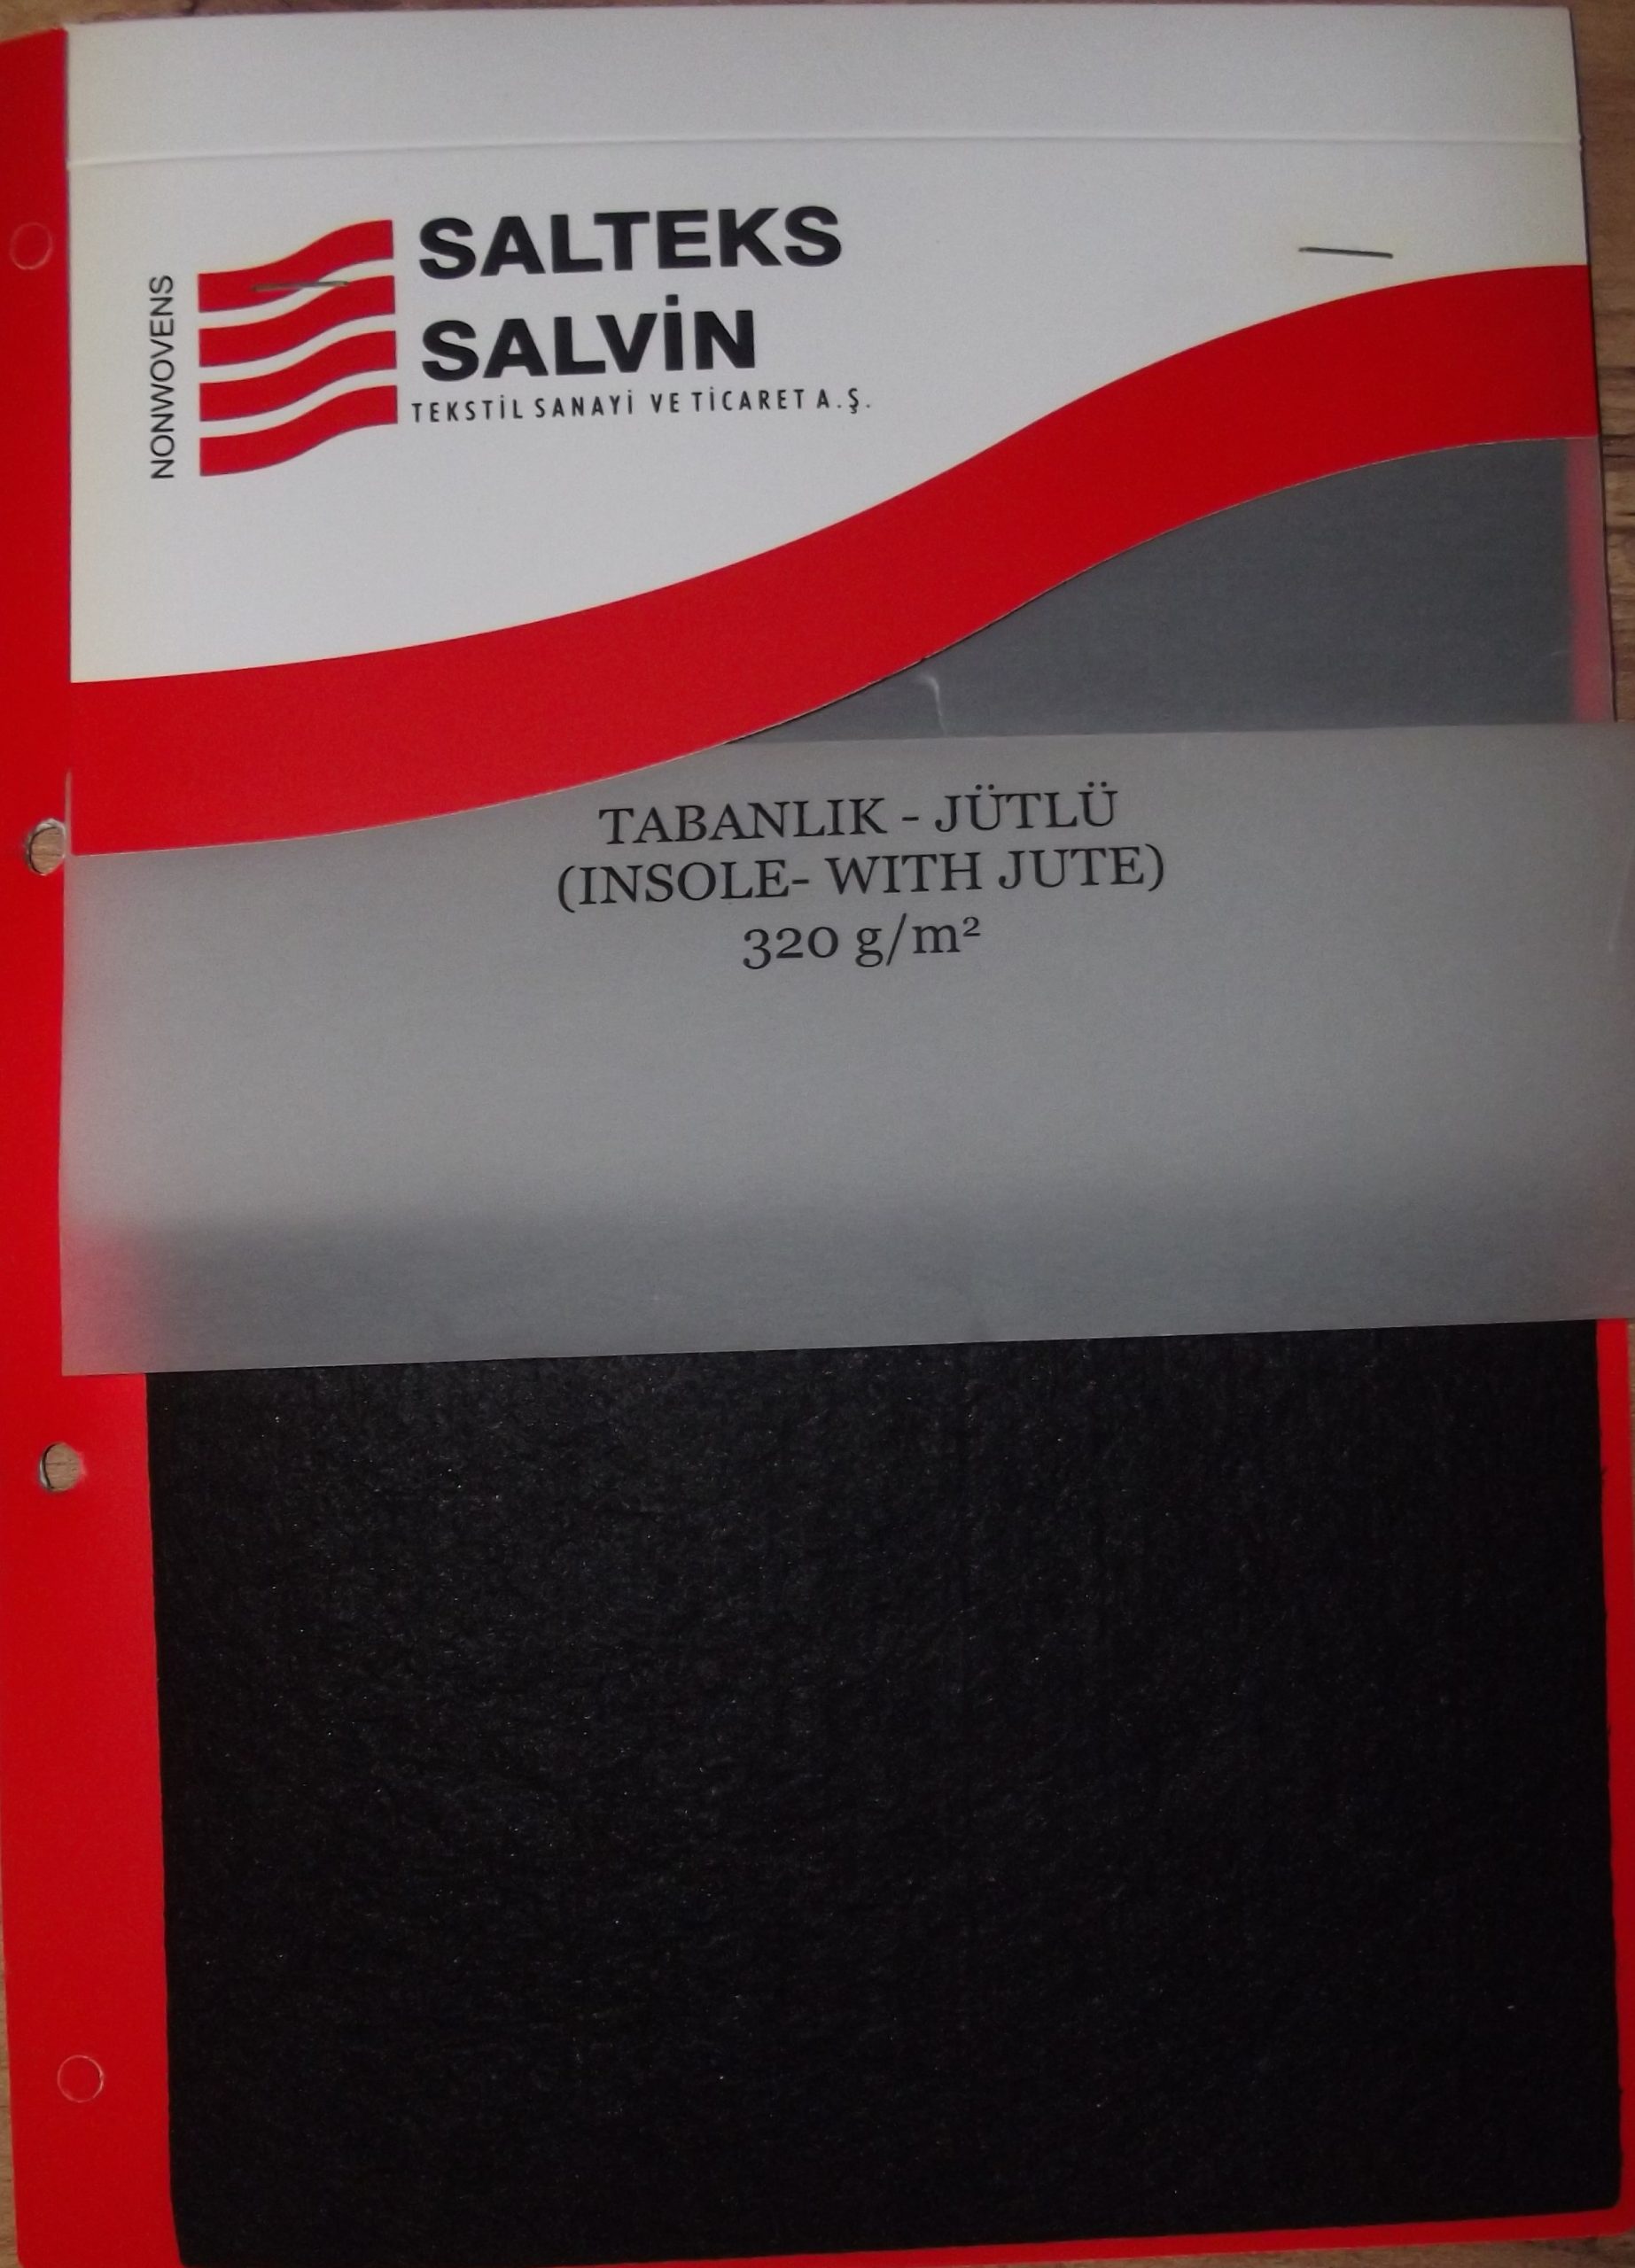 NONWOVENS
SALTEKS
SALVİN
TEKSTİL SANAYİ VE TİCARET A.Ş.
TABANLIK - JÜTLÜ
(INSOLE- WITH JUTE)
320 g/m²